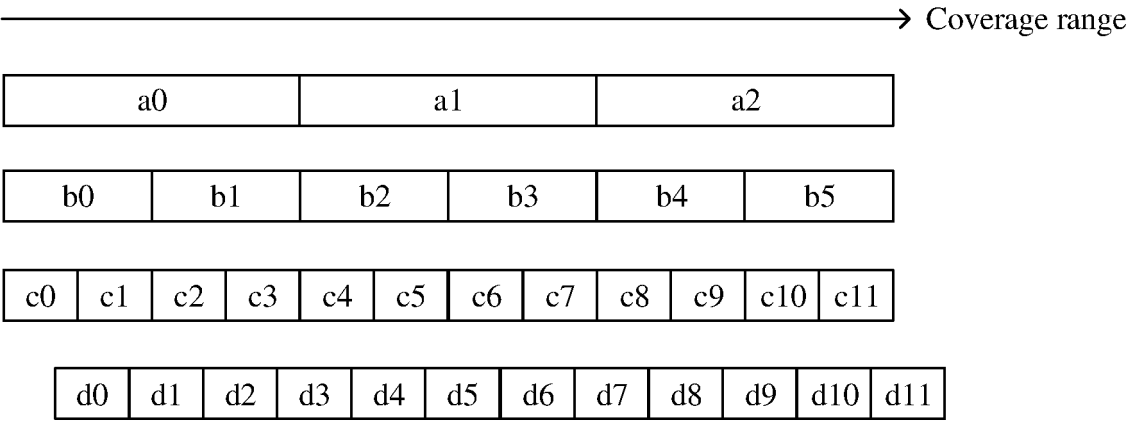 Coverage range
a0 a1 a2
b0 b1 b2 b3 b4 b5
c0 c1 c2 c3 c4 c5 c6 c7 c8 c9 c10 c11
d0 d1 d2 d3 d4 d5 d6 d7 d8 d9 d10 d11